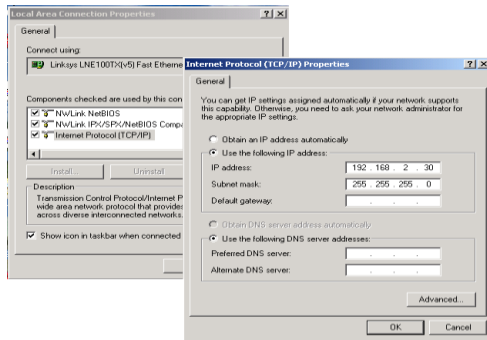 Local Area Connection Properties
General
Connect using:
Linksys LNE100TX(v5) Fast Etherne
Components checked are used by this con
NWLink NetBIOS
NWLink IPX/SPX/NetBIOS Compa
Internet Protocol (TCP/IP)
Install...
Uninstall
Description
Transmission Control Protocol/Internet P
wide area network protocol that provides
across diverse interconnected networks.
Show icon in taskbar when connected
Internet Protocol (TCP/IP) Properties
General
You can get IP settings assigned automatically if your network supports
this capability. Otherwise, you need to ask your network administrator for
the appropriate IP settings.
Obtain an IP address automatically
Use the following IP address:
IP address: 192 . 168 . 2 . 30
Subnet mask: 255 . 255 . 255 . 0
Default gateway: . . .
Obtain DNS server address automatically
Use the following DNS server addresses:
Preferred DNS server: . . .
Alternate DNS server: . . .
Advanced...
OK
Cancel